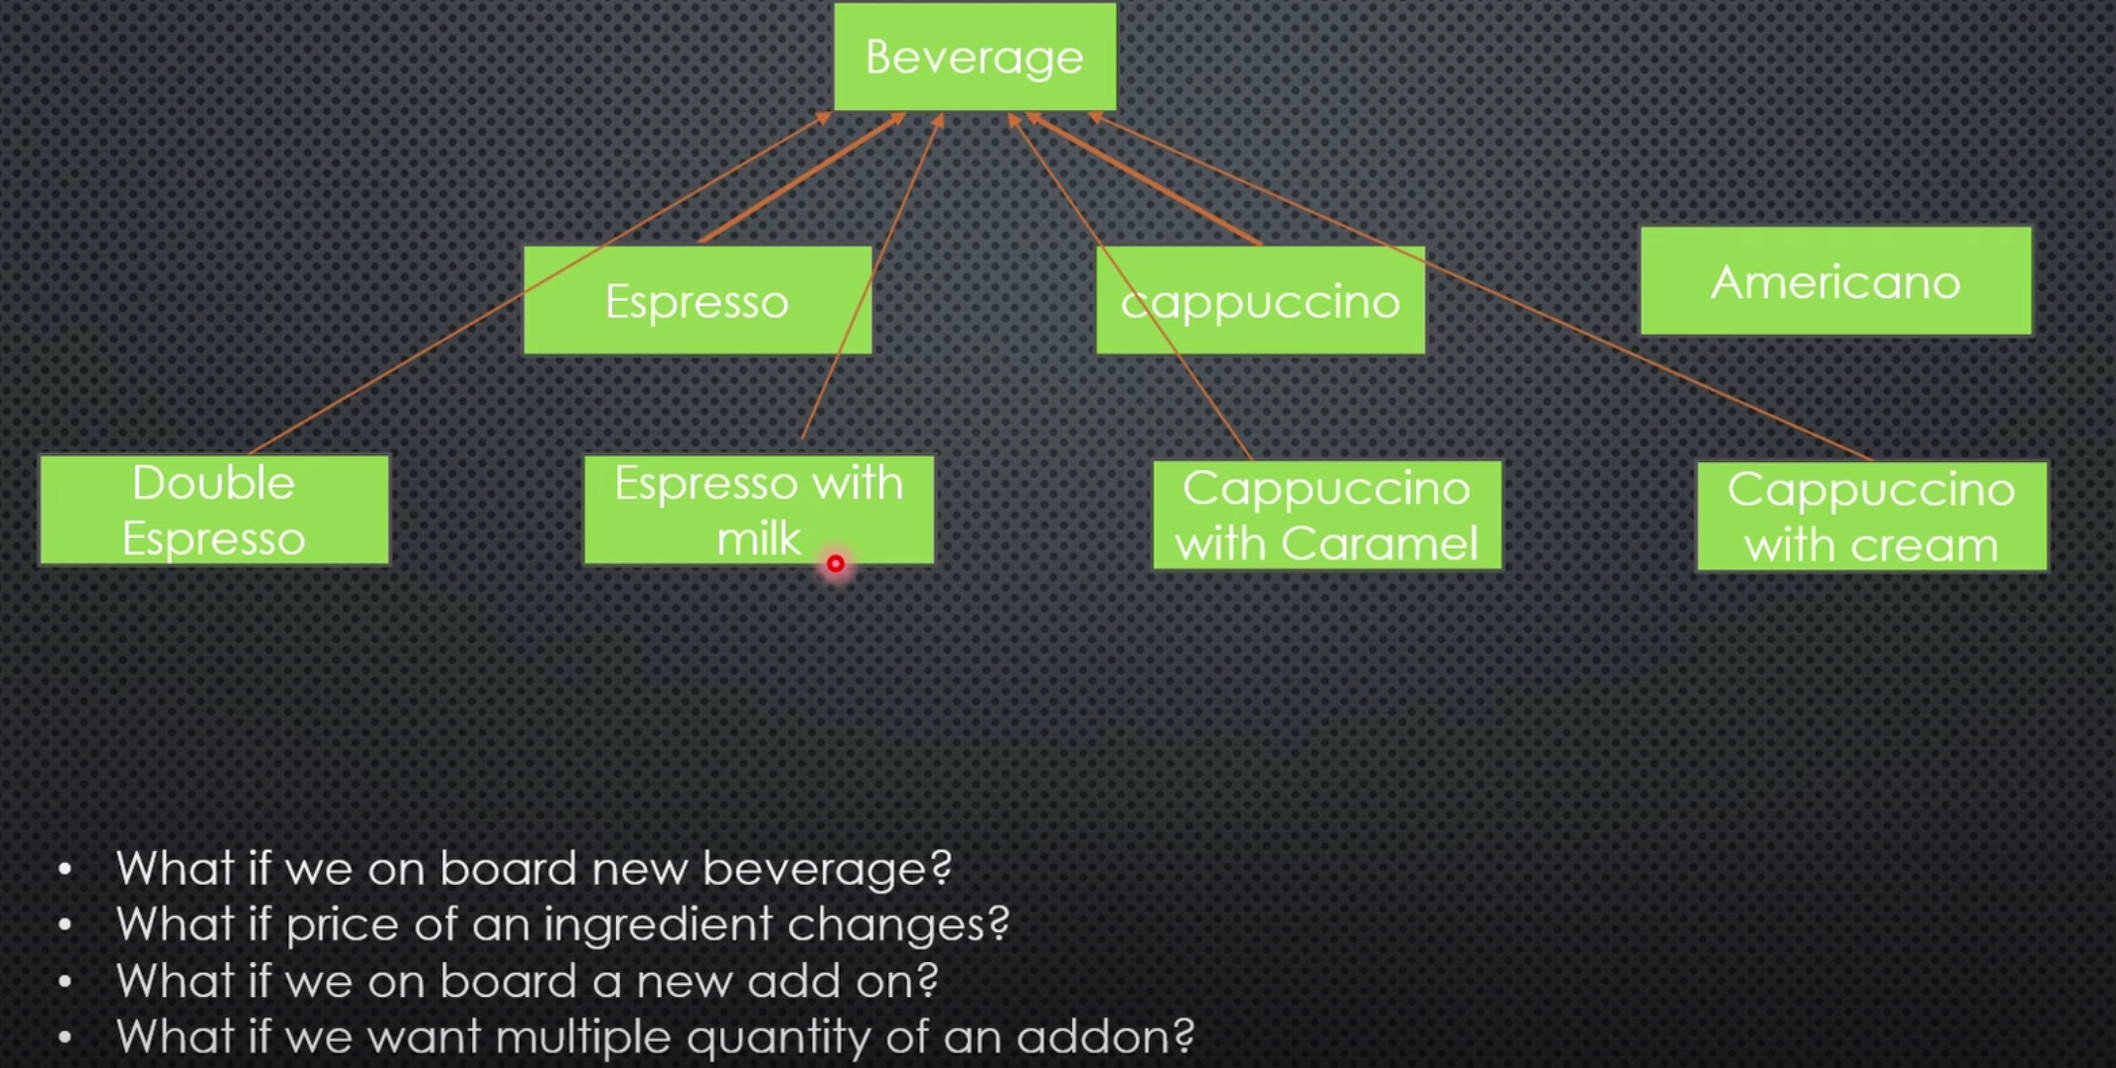 Beverage
Espresso
cappuccino
Americano
Double
Espresso
Espresso with
milk
Cappuccino
with Caramel
Cappuccino
with cream
• What if we on board new beverage?
• What if price of an ingredient changes?
• What if we on board a new add on?
• What if we want multiple quantity of an addon?